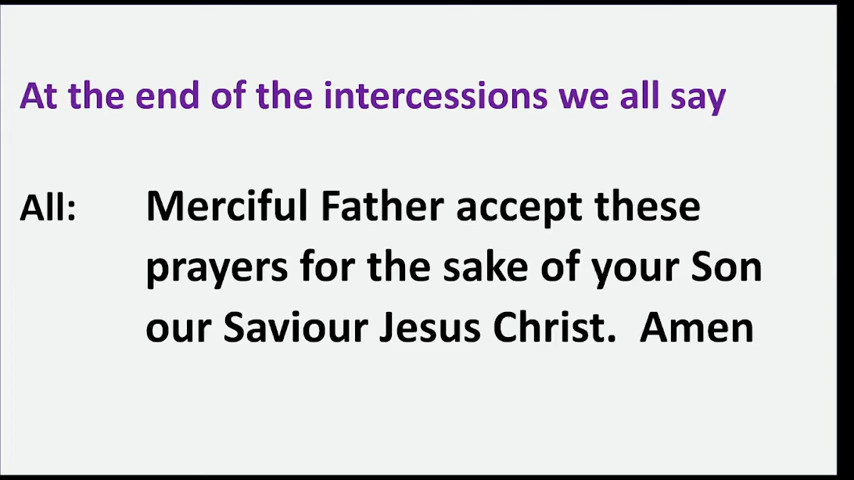 At the end of the intercessions we all say
All: Merciful Father accept these
prayers for the sake of your Son
our Saviour Jesus Christ. Amen